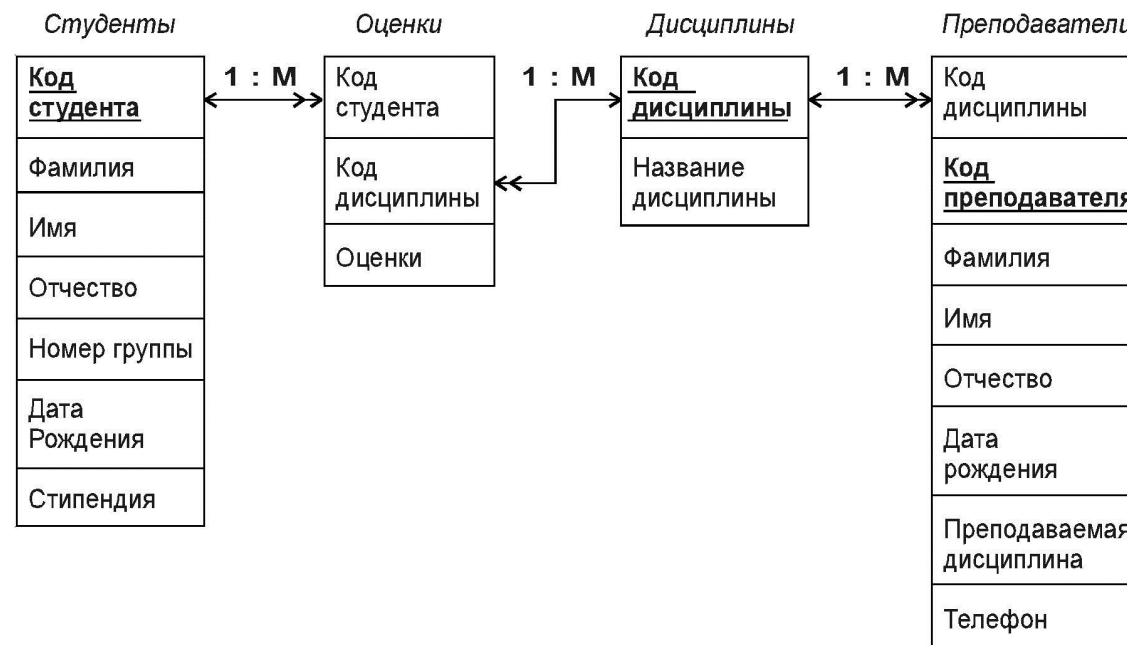 Студенты
Оценки
Дисциплины
Преподаватели
Код
студента
Фамилия
Имя
Отчество
Номер группы
Дата
Рождения
Стипендия
1 : М
Код
студента
Код
дисциплины
Оценки
1 : М
Код
дисциплины
Название
дисциплины
1 : М
Код
дисциплины
Код
преподавателя
Фамилия
Имя
Отчество
Дата
рождения
Преподаваемая
дисциплина
Телефон